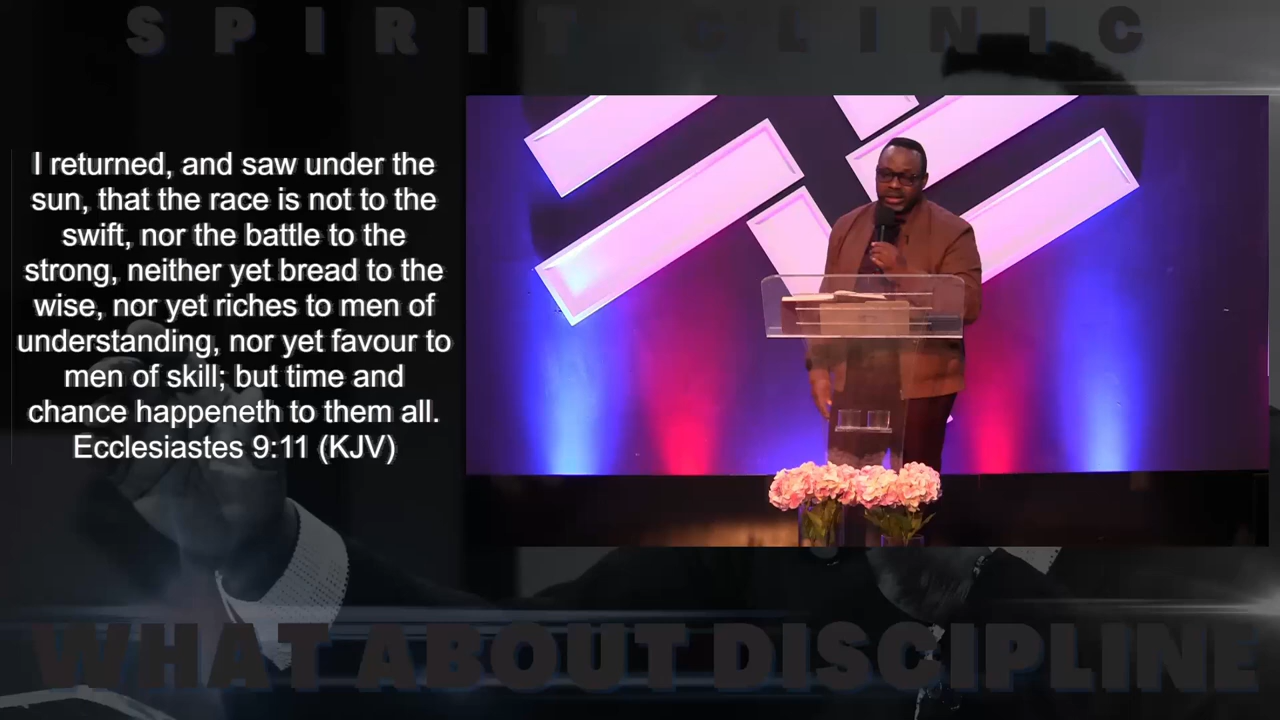 SPIRIT CLINIC
I returned, and saw under the
sun, that the race is not to the
swift, nor the battle to the
strong, neither yet bread to the
wise, nor yet riches to men of
understanding, nor yet favour to
men of skill; but time and
chance happeneth to them all.
Ecclesiastes 9:11 (KJV)
WHAT ABOUT DISCIPLINE